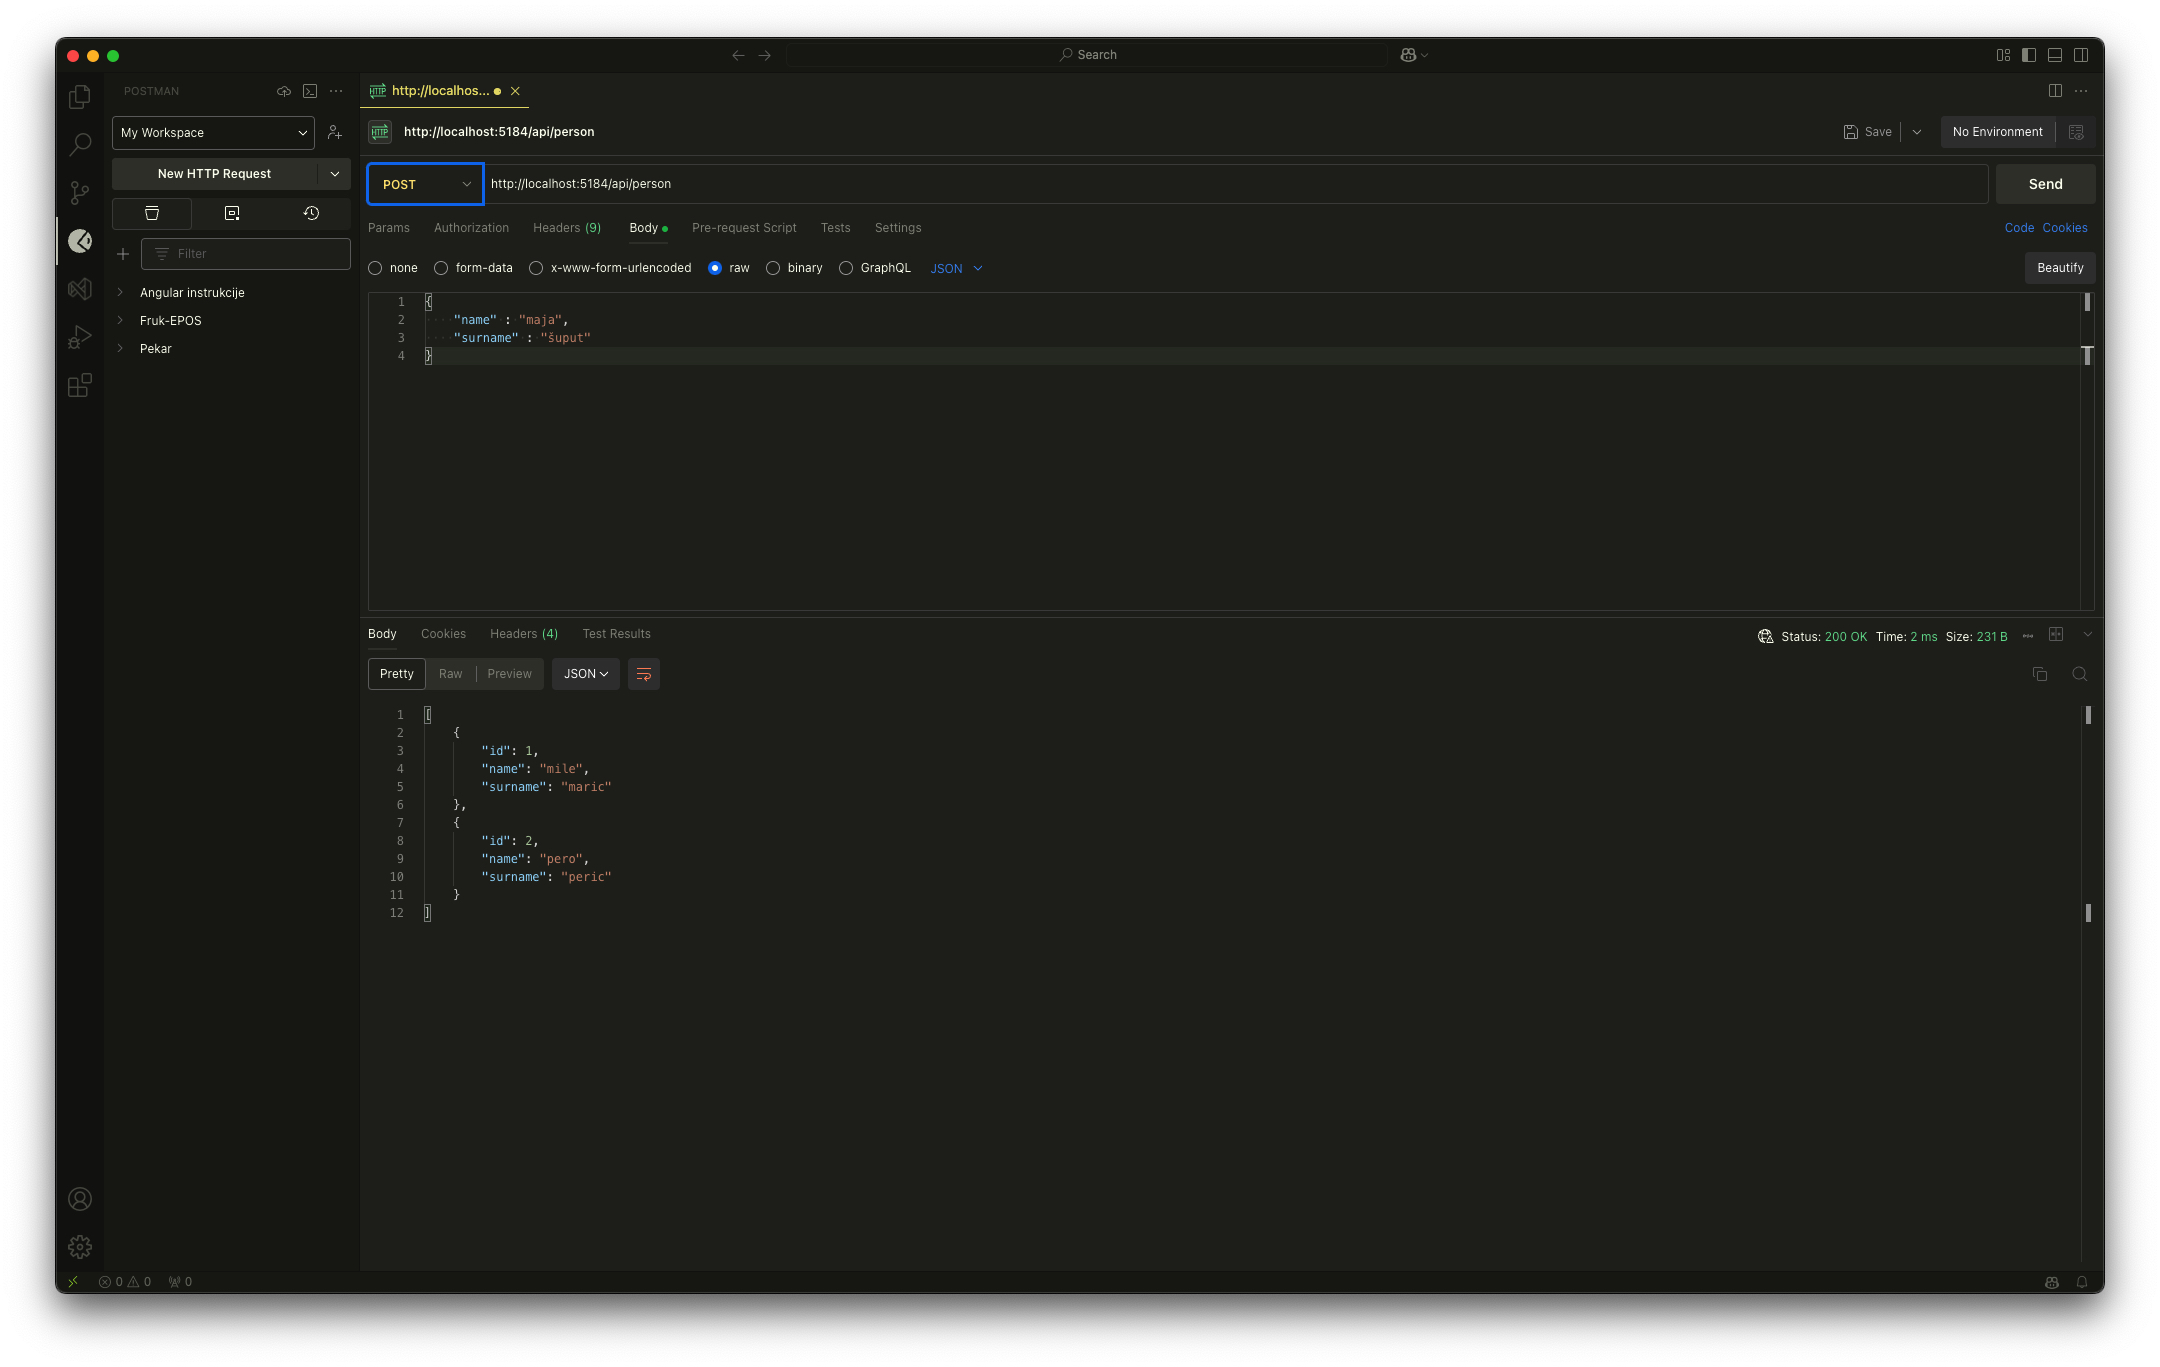 Search
POSTMAN
http://localhos...
My Workspace
http://localhost:5184/api/person
Save
No Environment
New HTTP Request
POST
http://localhost:5184/api/person
Send
Params Authorization Headers (9) Body Pre-request Script Tests Settings
Code Cookies
Filter
none form-data x-www-form-urlencoded raw binary GraphQL JSON
Beautify
Angular instrukcije
Fruk-EPOS
Pekar
1 {
2 "name" : "maja",
3 "surname" : "šuput"
4 }
Body Cookies Headers (4) Test Results
Status: 200 OK Time: 2 ms Size: 231 B
Pretty Raw Preview JSON
1 [
2 {
3 "id": 1,
4 "name": "mile",
5 "surname": "maric"
6 },
7 {
8 "id": 2,
9 "name": "pero",
10 "surname": "peric"
11 }
12 ]
0 0 0